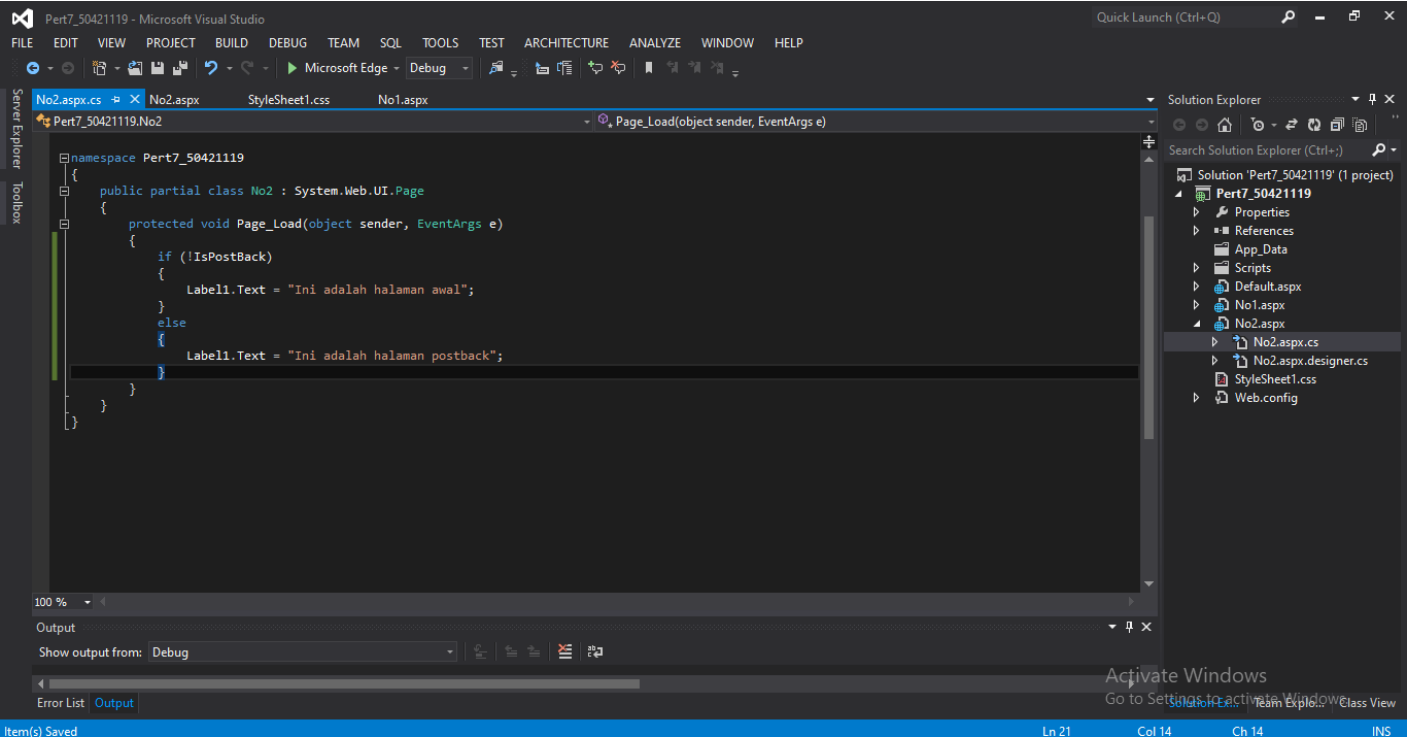 Pert7_50421119 - Microsoft Visual Studio
Quick Launch (Ctrl+Q)
FILE EDIT VIEW PROJECT BUILD DEBUG TEAM SQL TOOLS TEST ARCHITECTURE ANALYZE WINDOW HELP
Microsoft Edge Debug
Server Explorer
Toolbox
No2.aspx.cs No2.aspx StyleSheet1.css No1.aspx
Pert7_50421119.No2 Page_Load(object sender, EventArgs e)
namespace Pert7_50421119
{
public partial class No2 : System.Web.UI.Page
{
protected void Page_Load(object sender, EventArgs e)
{
if (!IsPostBack)
{
Label1.Text = "Ini adalah halaman awal";
}
else
{
Label1.Text = "Ini adalah halaman postback";
}
}
}
}
100 %
Solution Explorer
Search Solution Explorer (Ctrl+;)
Solution 'Pert7_50421119' (1 project)
Pert7_50421119
Properties
References
App_Data
Scripts
Default.aspx
No1.aspx
No2.aspx
No2.aspx.cs
No2.aspx.designer.cs
StyleSheet1.css
Web.config
Output
Show output from: Debug
Error List Output
Activate Windows
Go to Settings to activate Windows.
Solution Ex... Team Explo... Class View
Item(s) Saved Ln 21 Col 14 Ch 14 INS